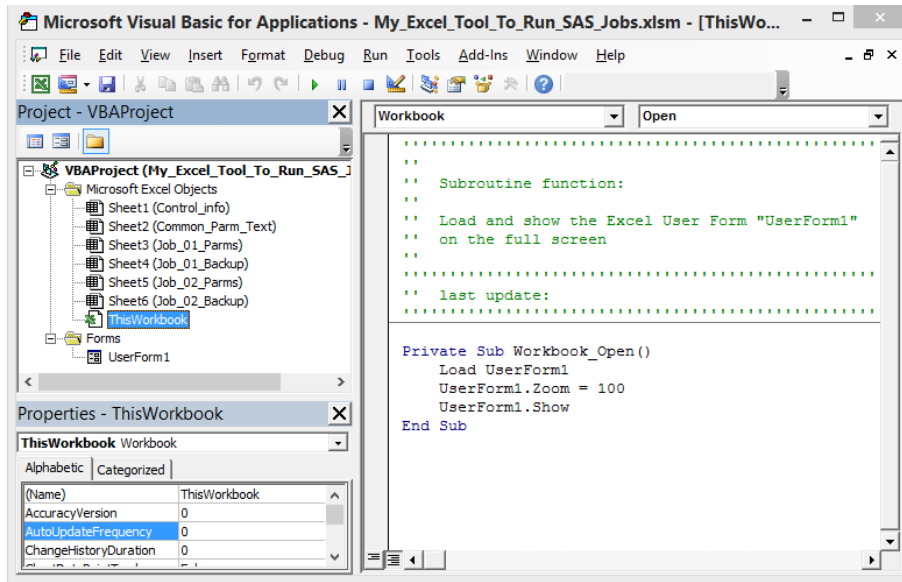 Microsoft Visual Basic for Applications - My_Excel_Tool_To_Run_SAS_Jobs.xlsm - [ThisWo...
File Edit View Insert Format Debug Run Tools Add-Ins Window Help
Project - VBAProject
VBAProject (My_Excel_Tool_To_Run_SAS_J
Microsoft Excel Objects
Sheet1 (Control_info)
Sheet2 (Common_Parm_Text)
Sheet3 (Job_01_Parms)
Sheet4 (Job_01_Backup)
Sheet5 (Job_02_Parms)
Sheet6 (Job_02_Backup)
ThisWorkbook
Forms
UserForm1
Properties - ThisWorkbook
ThisWorkbook Workbook
Alphabetic Categorized
(Name) ThisWorkbook
AccuracyVersion 0
AutoUpdateFrequency 0
ChangeHistoryDuration 0
Workbook Open
''''''''''''''''''''''''''''''''''''''''''''''''''''
''
'' Subroutine function:
''
'' Load and show the Excel User Form "UserForm1"
'' on the full screen
''
''''''''''''''''''''''''''''''''''''''''''''''''''''
'' last update:
''''''''''''''''''''''''''''''''''''''''''''''''''''
Private Sub Workbook_Open()
Load UserForm1
UserForm1.Zoom = 100
UserForm1.Show
End Sub